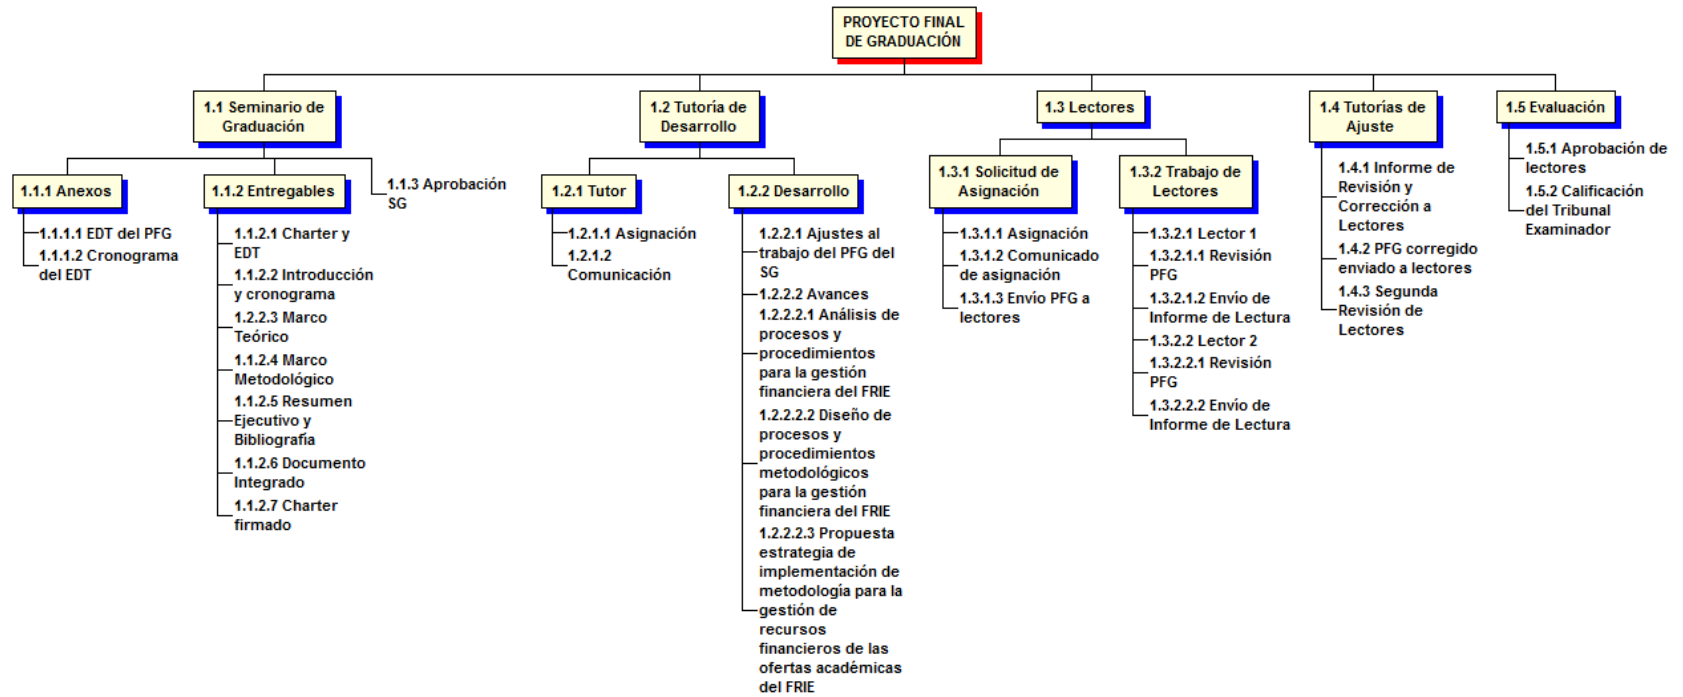 PROYECTO FINAL
DE GRADUACIÓN
1.1 Seminario de
Graduación
1.1.1 Anexos
1.1.1.1 EDT del PFG
1.1.1.2 Cronograma
del EDT
1.1.2 Entregables
1.1.2.1 Charter y
EDT
1.1.2.2 Introducción
y cronograma
1.2.2.3 Marco
Teórico
1.1.2.4 Marco
Metodológico
1.1.2.5 Resumen
Ejecutivo y
Bibliografía
1.1.2.6 Documento
Integrado
1.1.2.7 Charter
firmado
1.1.3 Aprobación
SG
1.2 Tutoría de
Desarrollo
1.2.1 Tutor
1.2.1.1 Asignación
1.2.1.2
Comunicación
1.2.2 Desarrollo
1.2.2.1 Ajustes al
trabajo del PFG del
SG
1.2.2.2 Avances
1.2.2.2.1 Análisis de
procesos y
procedimientos
para la gestión
financiera del FRIE
1.2.2.2.2 Diseño de
procesos y
procedimientos
metodológicos
para la gestión
financiera del FRIE
1.2.2.2.3 Propuesta
estrategia de
implementación de
metodología para la
gestión de
recursos
financieros de las
ofertas académicas
del FRIE
1.3 Lectores
1.3.1 Solicitud de
Asignación
1.3.1.1 Asignación
1.3.1.2 Comunicado
de asignación
1.3.1.3 Envío PFG a
lectores
1.3.2 Trabajo de
Lectores
1.3.2.1 Lector 1
1.3.2.1.1 Revisión
PFG
1.3.2.1.2 Envío de
Informe de Lectura
1.3.2.2 Lector 2
1.3.2.2.1 Revisión
PFG
1.3.2.2.2 Envío de
Informe de Lectura
1.4 Tutorías de
Ajuste
1.4.1 Informe de
Revisión y
Corrección a
Lectores
1.4.2 PFG corregido
enviado a lectores
1.4.3 Segunda
Revisión de
Lectores
1.5 Evaluación
1.5.1 Aprobación de
lectores
1.5.2 Calificación
del Tribunal
Examinador